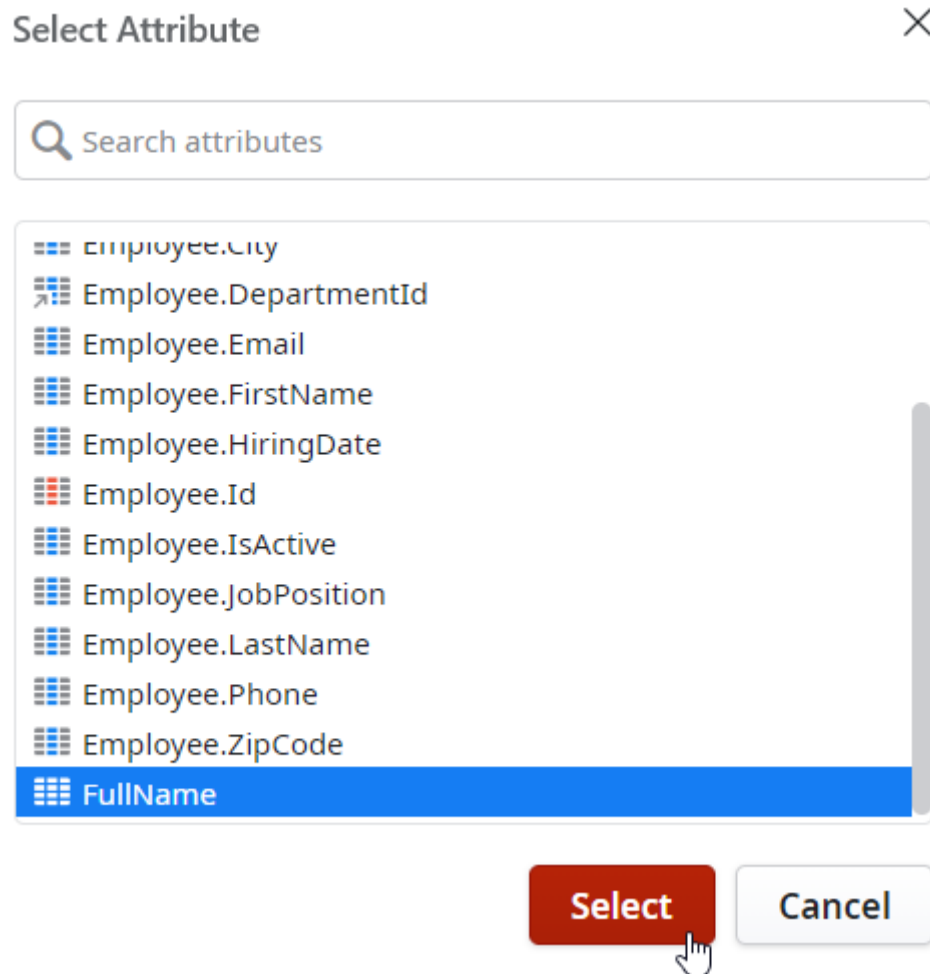 Select Attribute
Search attributes
Employee.City
Employee.DepartmentId
Employee.Email
Employee.FirstName
Employee.HiringDate
Employee.Id
Employee.IsActive
Employee.JobPosition
Employee.LastName
Employee.Phone
Employee.ZipCode
FullName
Select
Cancel